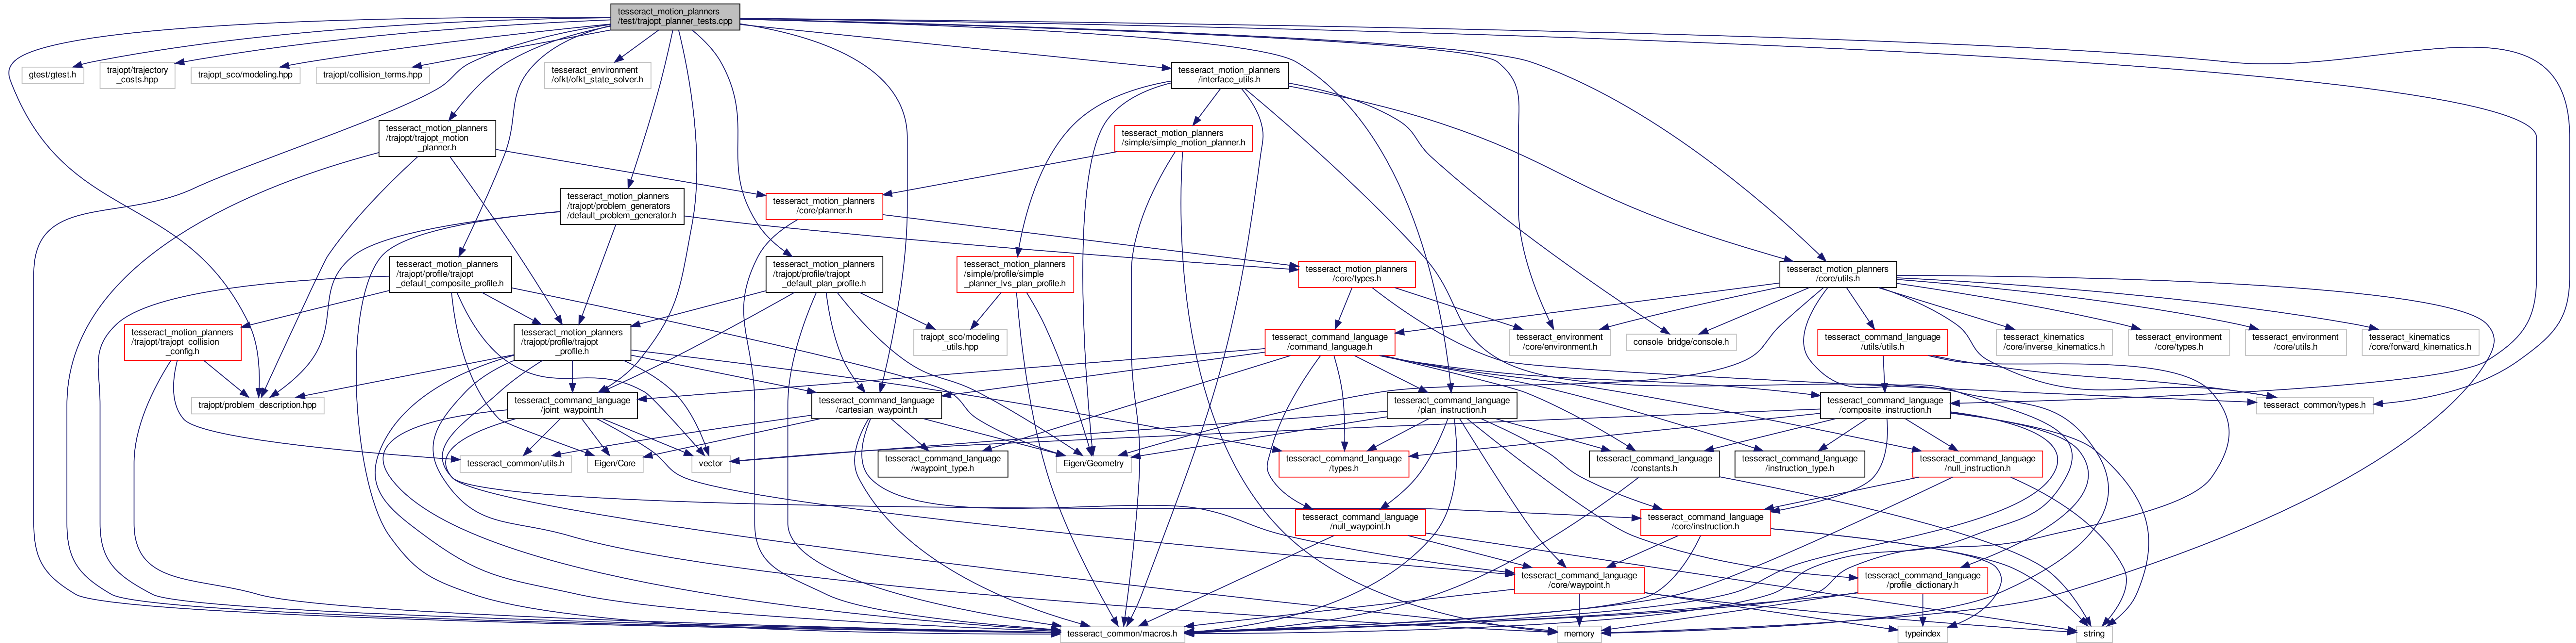 tesseract_motion_planners
/test/trajopt_planner_tests.cpp
gtest/gtest.h
trajopt/trajectory
_costs.hpp
trajopt_sco/modeling.hpp
trajopt/collision_terms.hpp
tesseract_environment
/ofkt/ofkt_state_solver.h
tesseract_motion_planners
/interface_utils.h
tesseract_motion_planners
/trajopt/trajopt_motion
_planner.h
tesseract_motion_planners
/simple/simple_motion_planner.h
tesseract_motion_planners
/trajopt/problem_generators
/default_problem_generator.h
tesseract_motion_planners
/core/planner.h
tesseract_motion_planners
/trajopt/profile/trajopt
_default_composite_profile.h
tesseract_motion_planners
/trajopt/profile/trajopt
_default_plan_profile.h
tesseract_motion_planners
/simple/profile/simple
_planner_lvs_plan_profile.h
tesseract_motion_planners
/core/types.h
tesseract_motion_planners
/core/utils.h
tesseract_motion_planners
/trajopt/trajopt_collision
_config.h
tesseract_motion_planners
/trajopt/profile/trajopt
_profile.h
trajopt_sco/modeling
_utils.hpp
tesseract_command_language
/command_language.h
tesseract_environment
/core/environment.h
console_bridge/console.h
tesseract_command_language
/utils/utils.h
tesseract_kinematics
/core/inverse_kinematics.h
tesseract_environment
/core/types.h
tesseract_environment
/core/utils.h
tesseract_kinematics
/core/forward_kinematics.h
trajopt/problem_description.hpp
tesseract_command_language
/joint_waypoint.h
tesseract_command_language
/cartesian_waypoint.h
tesseract_command_language
/plan_instruction.h
tesseract_command_language
/composite_instruction.h
tesseract_common/types.h
tesseract_common/utils.h
Eigen/Core
vector
tesseract_command_language
/waypoint_type.h
Eigen/Geometry
tesseract_command_language
/types.h
tesseract_command_language
/constants.h
tesseract_command_language
/instruction_type.h
tesseract_command_language
/null_instruction.h
tesseract_command_language
/null_waypoint.h
tesseract_command_language
/core/instruction.h
tesseract_command_language
/core/waypoint.h
tesseract_command_language
/profile_dictionary.h
tesseract_common/macros.h
memory
typeindex
string